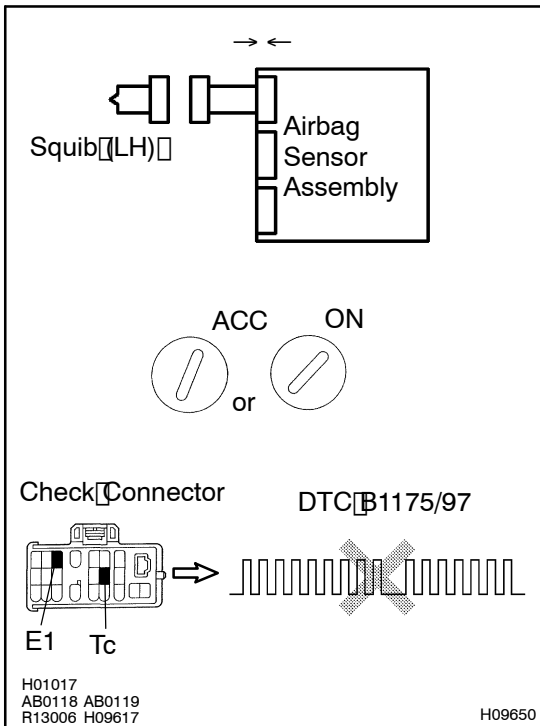 Squib (LH)
Airbag
Sensor
Assembly
ACC
ON
or
Check Connector
DTC B1175/97
E1
Tc
H01017
AB0118 AB0119
R13006 H09617
H09650